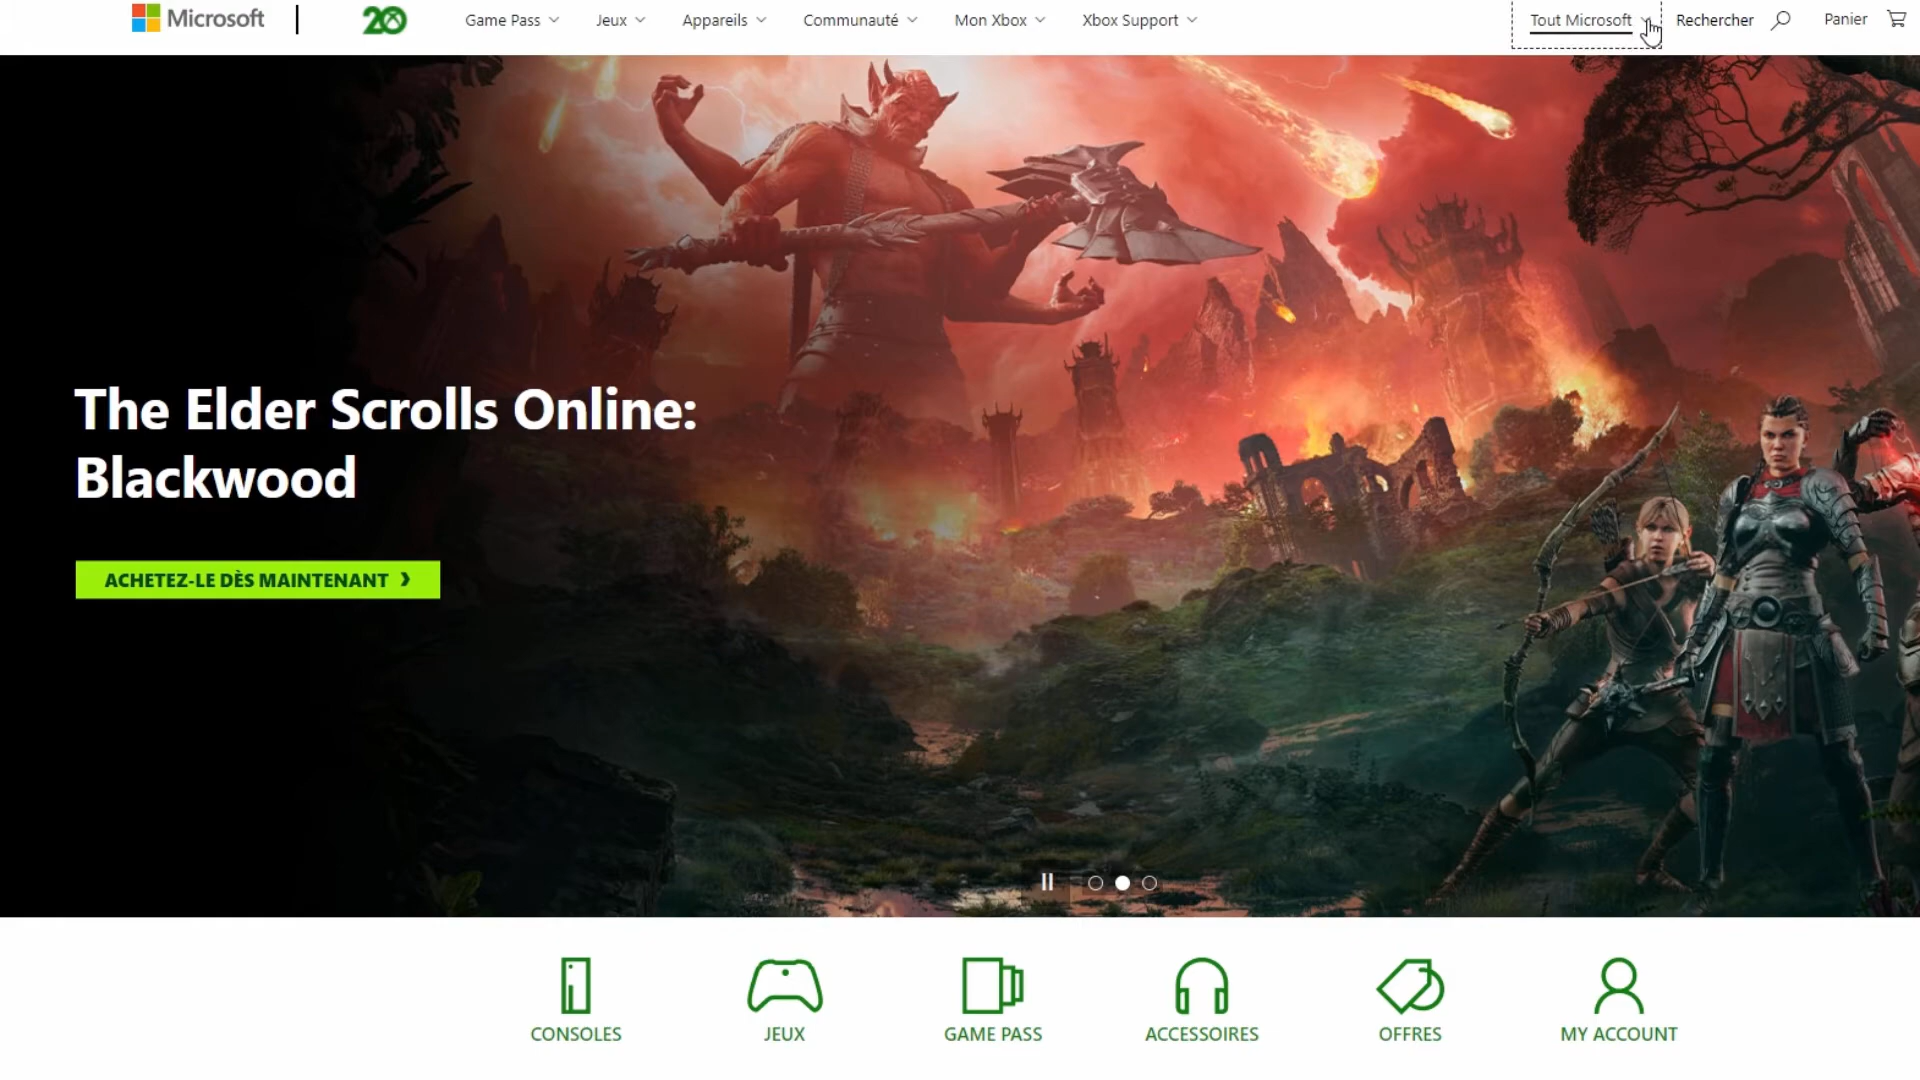 Microsoft
20
Game Pass
Jeux
Appareils
Communauté
Mon Xbox
Xbox Support
Tout Microsoft
Rechercher
Panier
The Elder Scrolls Online:
Blackwood
ACHETEZ-LE DÈS MAINTENANT
CONSOLES
JEUX
GAME PASS
ACCESSOIRES
OFFRES
MY ACCOUNT